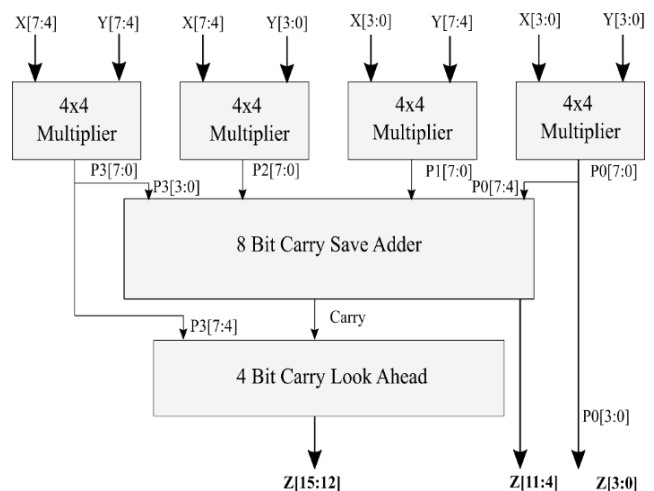 X[7:4] Y[7:4] X[7:4] Y[3:0] X[3:0] Y[7:4] X[3:0] Y[3:0]
4x4 4x4 4x4 4x4
Multiplier Multiplier Multiplier Multiplier
P3[7:0] P2[7:0] P1[7:0] P0[7:0]
P3[3:0] P0[7:4]
8 Bit Carry Save Adder
Carry
P3[7:4]
4 Bit Carry Look Ahead
P0[3:0]
Z[15:12] Z[11:4] Z[3:0]